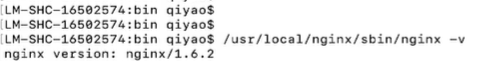 [LM-SHC-16502574:bin qiyao$
[LM-SHC-16502574:bin qiyao$
[LM-SHC-16502574:bin qiyao$ /usr/local/nginx/sbin/nginx -v
nginx version: nginx/1.6.2